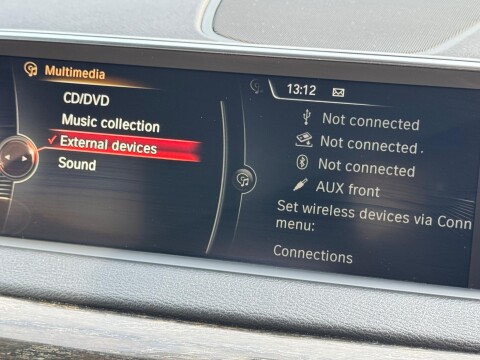 Multimedia
CD/DVD
Music collection
External devices
Sound
13:12
Not connected
Not connected.
Not connected
AUX front
Set wireless devices via Conn
menu:
Connections